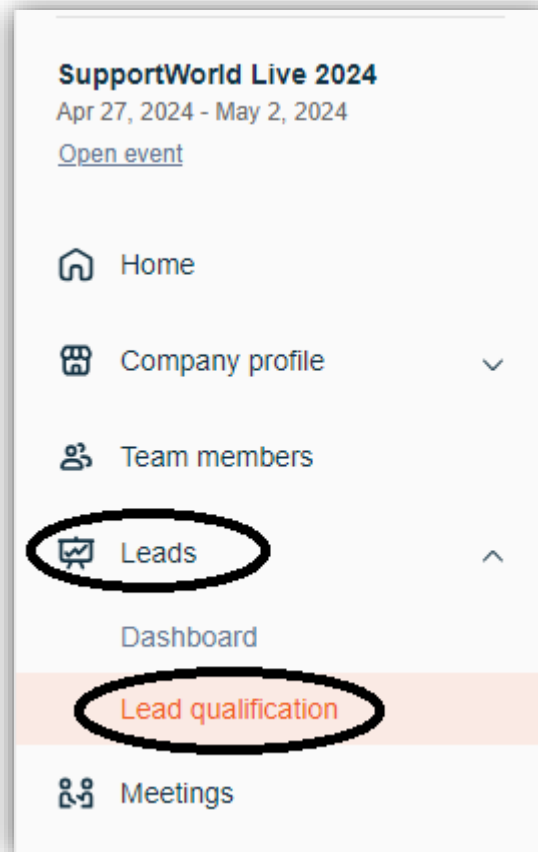 SupportWorld Live 2024
Apr 27, 2024 - May 2, 2024
Open event
Home
Company profile
Team members
Leads
Dashboard
Lead qualification
Meetings